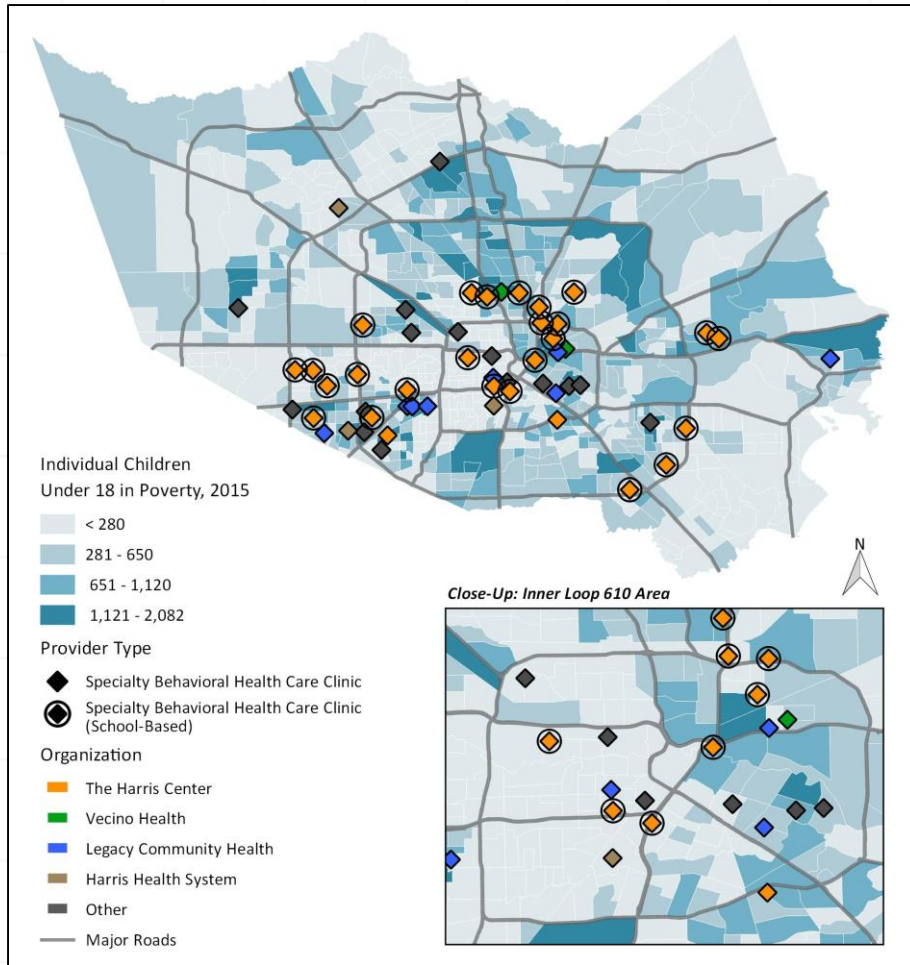 Individual Children
Under 18 in Poverty, 2015
< 280
281 - 650
651 - 1,120
1,121 - 2,082
Provider Type
Specialty Behavioral Health Care Clinic
Specialty Behavioral Health Care Clinic
(School-Based)
Organization
The Harris Center
Vecino Health
Legacy Community Health
Harris Health System
Other
Major Roads
N
Close-Up: Inner Loop 610 Area